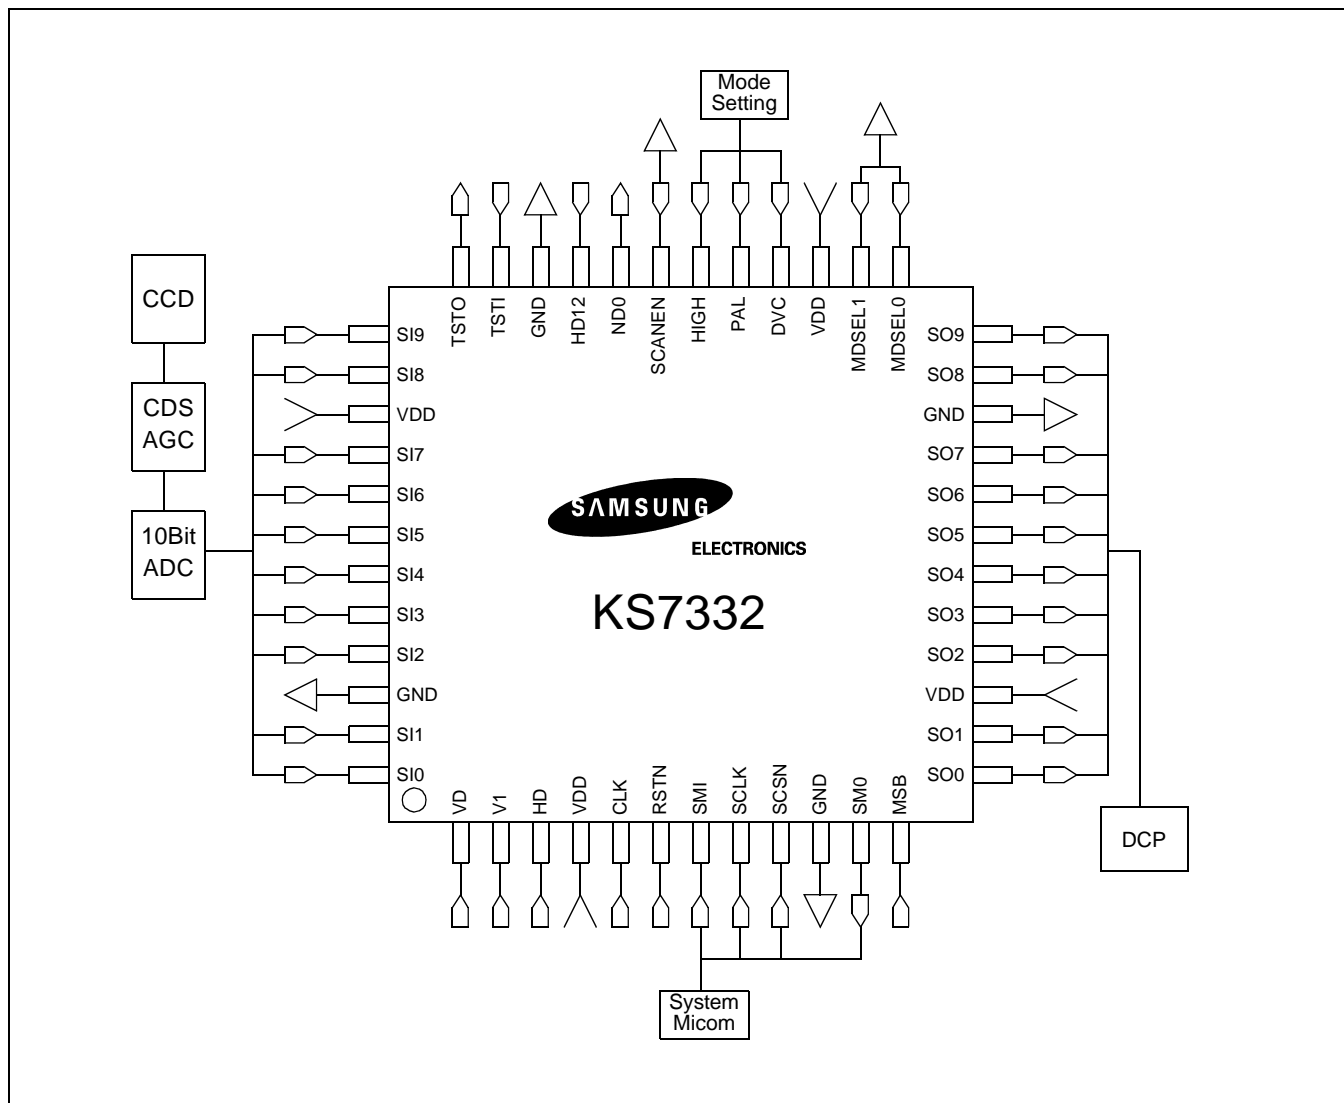 Mode
Setting
TSTO
TSTI
GND
HD12
ND0
SCANEN
HIGH
PAL
DVC
VDD
MDSEL1
MDSEL0
CCD
CDS
AGC
10Bit
ADC
SI9
SI8
VDD
SI7
SI6
SI5
SI4
SI3
SI2
GND
SI1
SI0
SAMSUNG
ELECTRONICS
KS7332
SO9
SO8
GND
SO7
SO6
SO5
SO4
SO3
SO2
VDD
SO1
SO0
VD
V1
HD
VDD
CLK
RSTN
SMI
SCLK
SCSN
GND
SM0
MSB
DCP
System
Micom